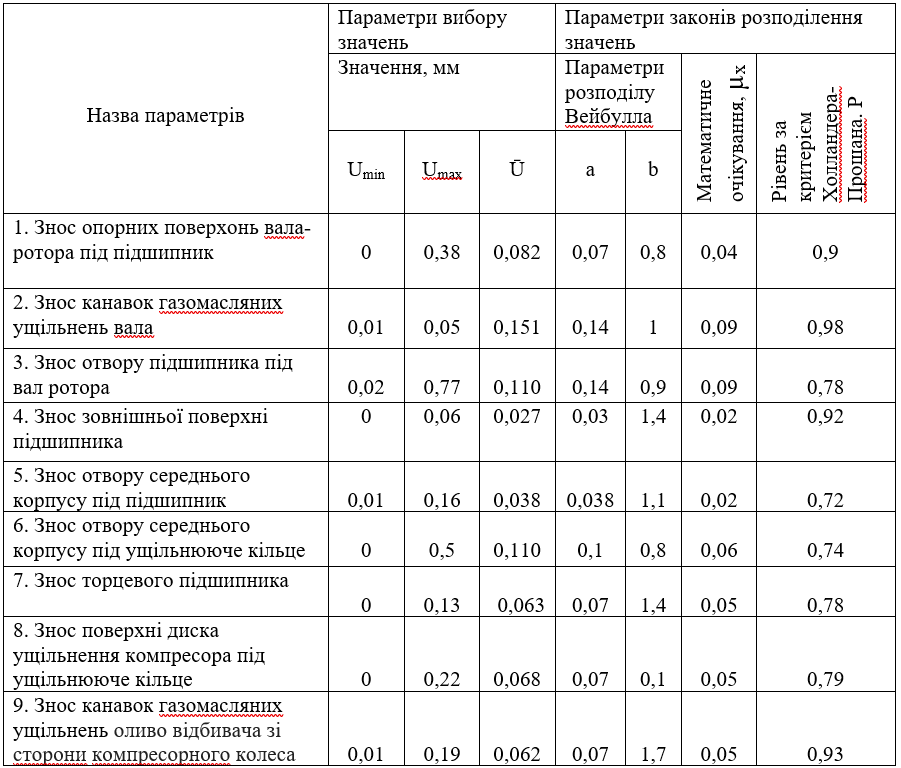 Назва параметрів
Параметри вибору
значень
Параметри законів розподілення
значень
Значення, мм
Параметри
розподілу
Вейбулла
Математичне
очікування, μx
Рівень за
критерієм
Холландера-
Прошана. P
Umin
Umax
Ū
a
b
1. Знос опорних поверхонь вала-
ротора під підшипник
0 0,38 0,082 0,07 0,8 0,04 0,9
2. Знос канавок газомасляних
ущільнень вала
0,01 0,05 0,151 0,14 1 0,09 0,98
3. Знос отвору підшипника під
вал ротора
0,02 0,77 0,110 0,14 0,9 0,09 0,78
4. Знос зовнішньої поверхні
підшипника
0 0,06 0,027 0,03 1,4 0,02 0,92
5. Знос отвору середнього
корпусу під підшипник
0,01 0,16 0,038 0,038 1,1 0,02 0,72
6. Знос отвору середнього
корпусу під ущільнююче кільце
0 0,5 0,110 0,1 0,8 0,06 0,74
7. Знос торцевого підшипника
0 0,13 0,063 0,07 1,4 0,05 0,78
8. Знос поверхні диска
ущільнення компресора під
ущільнююче кільце
0 0,22 0,068 0,07 0,1 0,05 0,79
9. Знос канавок газомасляних
ущільнень оливо відбивача зі
сторони компресорного колеса
0,01 0,19 0,062 0,07 1,7 0,05 0,93